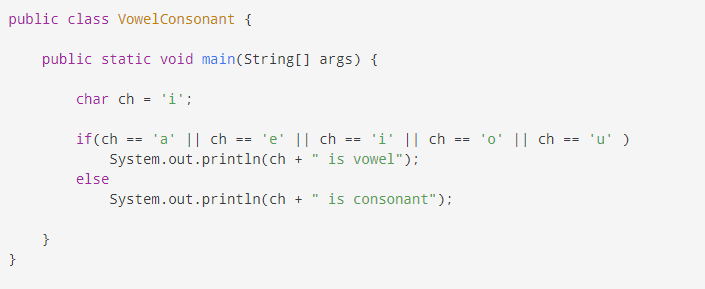 public class VowelConsonant {
public static void main(String[] args) {
char ch = 'i';
if(ch == 'a' || ch == 'e' || ch == 'i' || ch == 'o' || ch == 'u' )
System.out.println(ch + " is vowel");
else
System.out.println(ch + " is consonant");
}
}